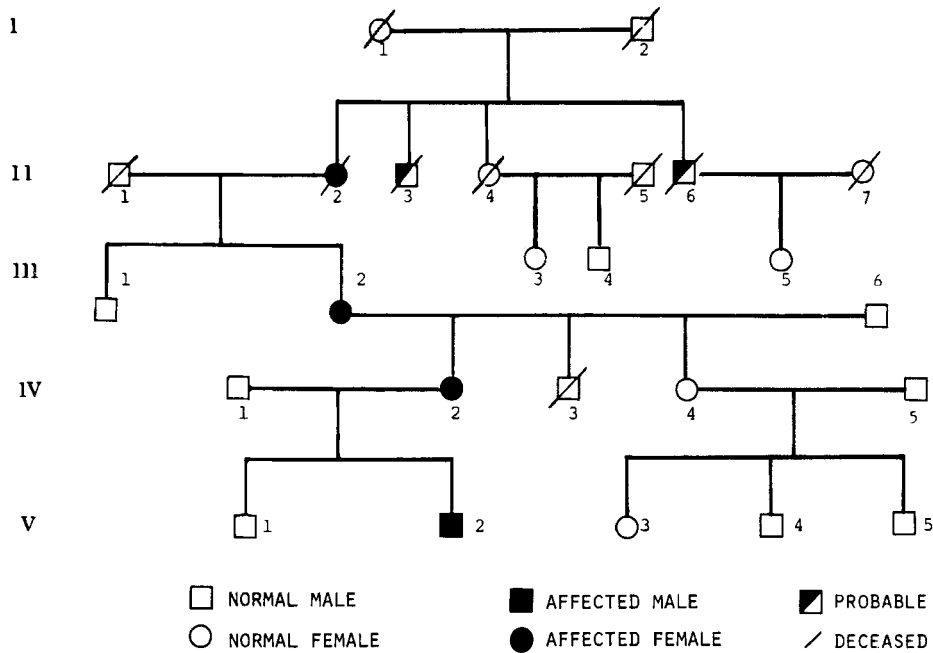 I
1 2
II
1 2 3 4 5 6 7
III
1 2 3 4 5 6
IV
1 2 3 4 5
V
1 2 3 4 5
NORMAL MALE AFFECTED MALE PROBABLE
NORMAL FEMALE AFFECTED FEMALE DECEASED